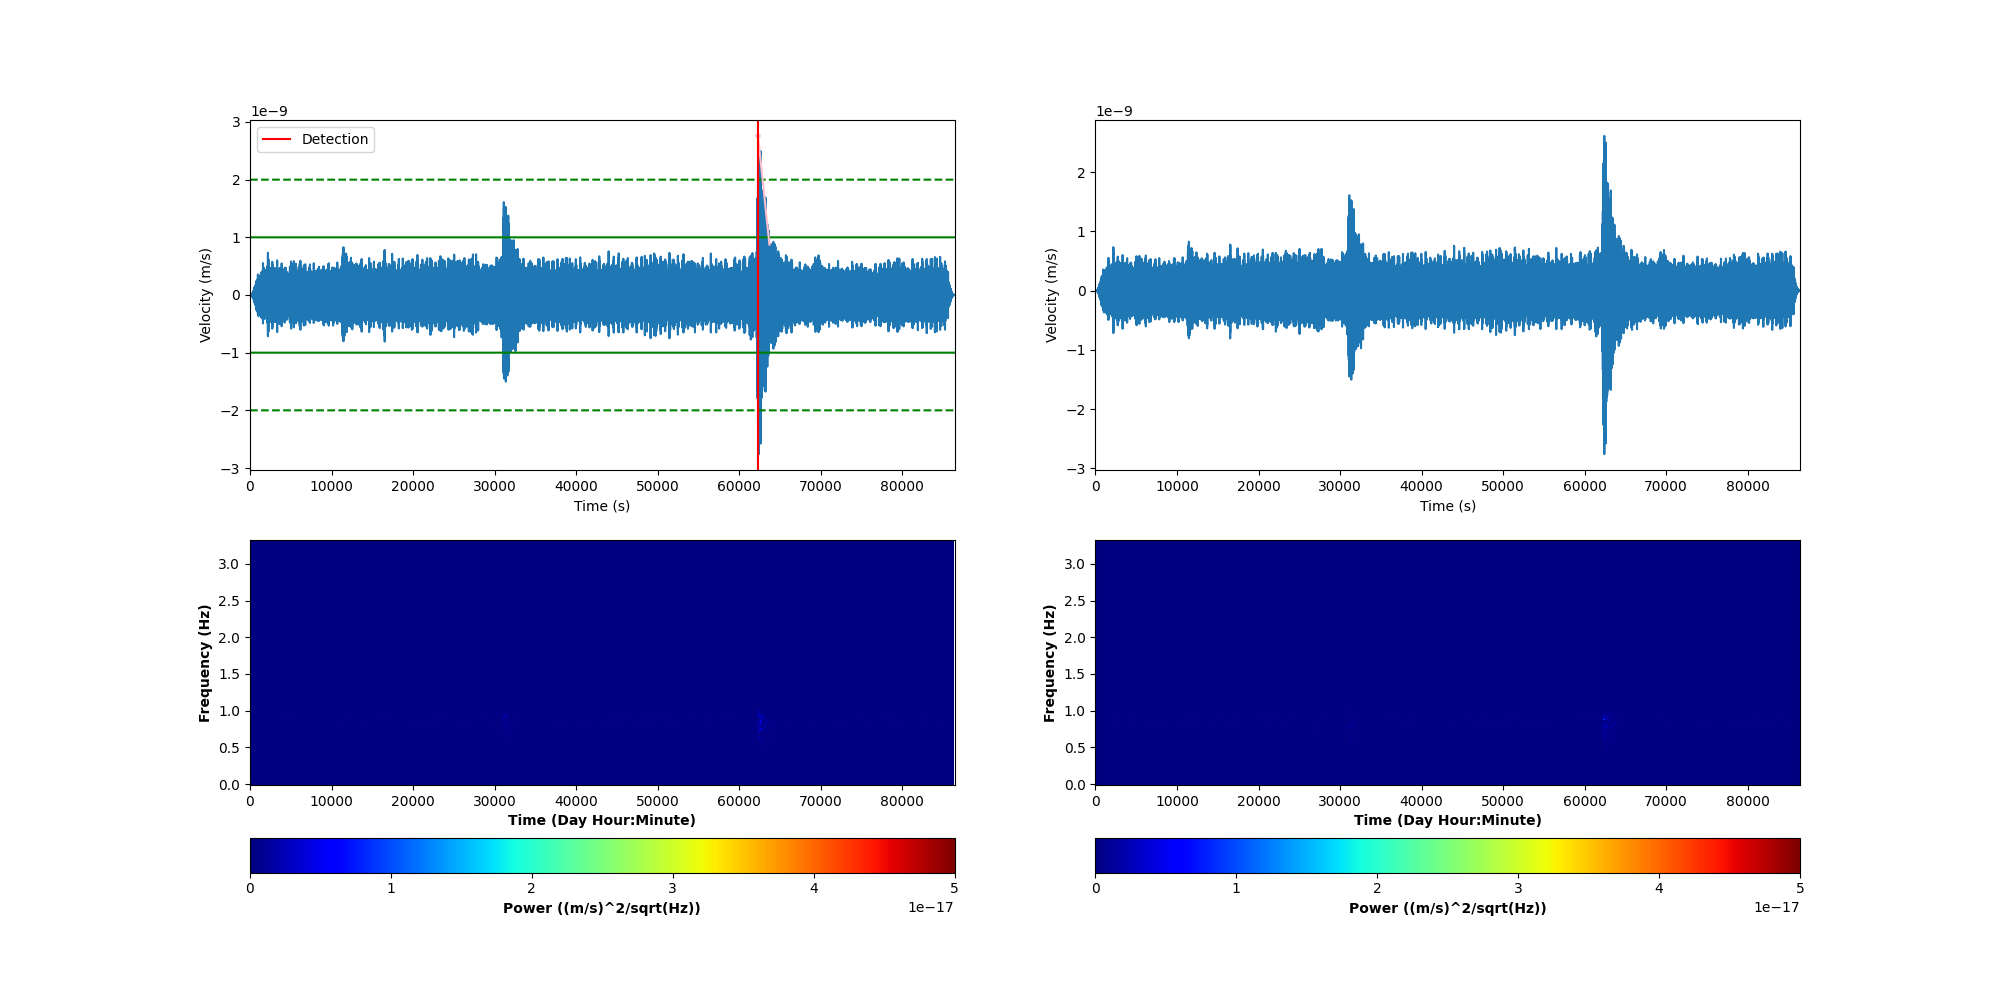 1e−9
3
2
1
0
−1
−2
−3
Velocity (m/s)
Detection
0 10000 20000 30000 40000 50000 60000 70000 80000
Time (s)
1e−9
2
1
0
−1
−2
−3
Velocity (m/s)
0 10000 20000 30000 40000 50000 60000 70000 80000
Time (s)
3.0
2.5
2.0
1.5
1.0
0.5
0.0
Frequency (Hz)
0 10000 20000 30000 40000 50000 60000 70000 80000
Time (Day Hour:Minute)
3.0
2.5
2.0
1.5
1.0
0.5
0.0
Frequency (Hz)
0 10000 20000 30000 40000 50000 60000 70000 80000
Time (Day Hour:Minute)
0 1 2 3 4 5
Power ((m/s)^2/sqrt(Hz))
1e−17
0 1 2 3 4 5
Power ((m/s)^2/sqrt(Hz))
1e−17